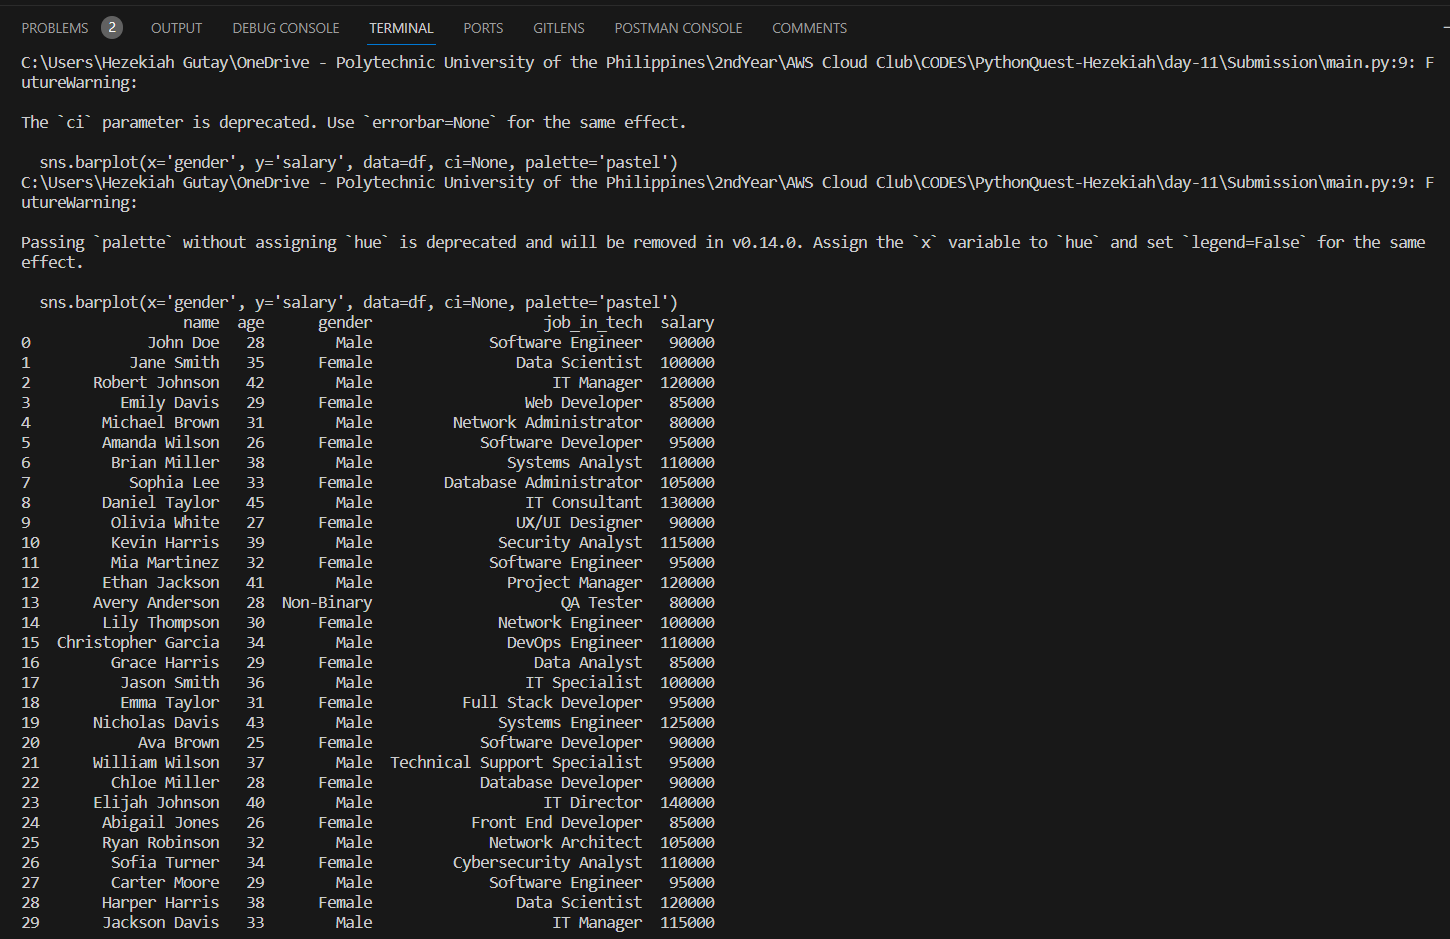 PROBLEMS 2 OUTPUT DEBUG CONSOLE TERMINAL PORTS GITLENS POSTMAN CONSOLE COMMENTS
C:\Users\Hezekiah Gutay\OneDrive - Polytechnic University of the Philippines\2ndYear\AWS Cloud Club\CODES\PythonQuest-Hezekiah\day-11\Submission\main.py:9: F
utureWarning:
The `ci` parameter is deprecated. Use `errorbar=None` for the same effect.
sns.barplot(x='gender', y='salary', data=df, ci=None, palette='pastel')
C:\Users\Hezekiah Gutay\OneDrive - Polytechnic University of the Philippines\2ndYear\AWS Cloud Club\CODES\PythonQuest-Hezekiah\day-11\Submission\main.py:9: F
utureWarning:
Passing `palette` without assigning `hue` is deprecated and will be removed in v0.14.0. Assign the `x` variable to `hue` and set `legend=False` for the same
effect.
sns.barplot(x='gender', y='salary', data=df, ci=None, palette='pastel')
name age gender job_in_tech salary
0 John Doe 28 Male Software Engineer 90000
1 Jane Smith 35 Female Data Scientist 100000
2 Robert Johnson 42 Male IT Manager 120000
3 Emily Davis 29 Female Web Developer 85000
4 Michael Brown 31 Male Network Administrator 80000
5 Amanda Wilson 26 Female Software Developer 95000
6 Brian Miller 38 Male Systems Analyst 110000
7 Sophia Lee 33 Female Database Administrator 105000
8 Daniel Taylor 45 Male IT Consultant 130000
9 Olivia White 27 Female UX/UI Designer 90000
10 Kevin Harris 39 Male Security Analyst 115000
11 Mia Martinez 32 Female Software Engineer 95000
12 Ethan Jackson 41 Male Project Manager 120000
13 Avery Anderson 28 Non-Binary QA Tester 80000
14 Lily Thompson 30 Female Network Engineer 100000
15 Christopher Garcia 34 Male DevOps Engineer 110000
16 Grace Harris 29 Female Data Analyst 85000
17 Jason Smith 36 Male IT Specialist 100000
18 Emma Taylor 31 Female Full Stack Developer 95000
19 Nicholas Davis 43 Male Systems Engineer 125000
20 Ava Brown 25 Female Software Developer 90000
21 William Wilson 37 Male Technical Support Specialist 95000
22 Chloe Miller 28 Female Database Developer 90000
23 Elijah Johnson 40 Male IT Director 140000
24 Abigail Jones 26 Female Front End Developer 85000
25 Ryan Robinson 32 Male Network Architect 105000
26 Sofia Turner 34 Female Cybersecurity Analyst 110000
27 Carter Moore 29 Male Software Engineer 95000
28 Harper Harris 38 Female Data Scientist 120000
29 Jackson Davis 33 Male IT Manager 115000